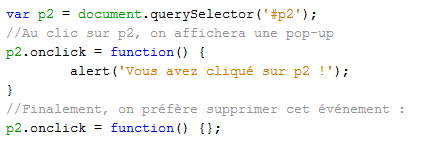 var p2 = document.querySelector('#p2');
//Au clic sur p2, on affichera une pop-up
p2.onclick = function() {
        alert('Vous avez cliqué sur p2 !');
}
//Finalement, on préfère supprimer cet événement :
p2.onclick = function() {};